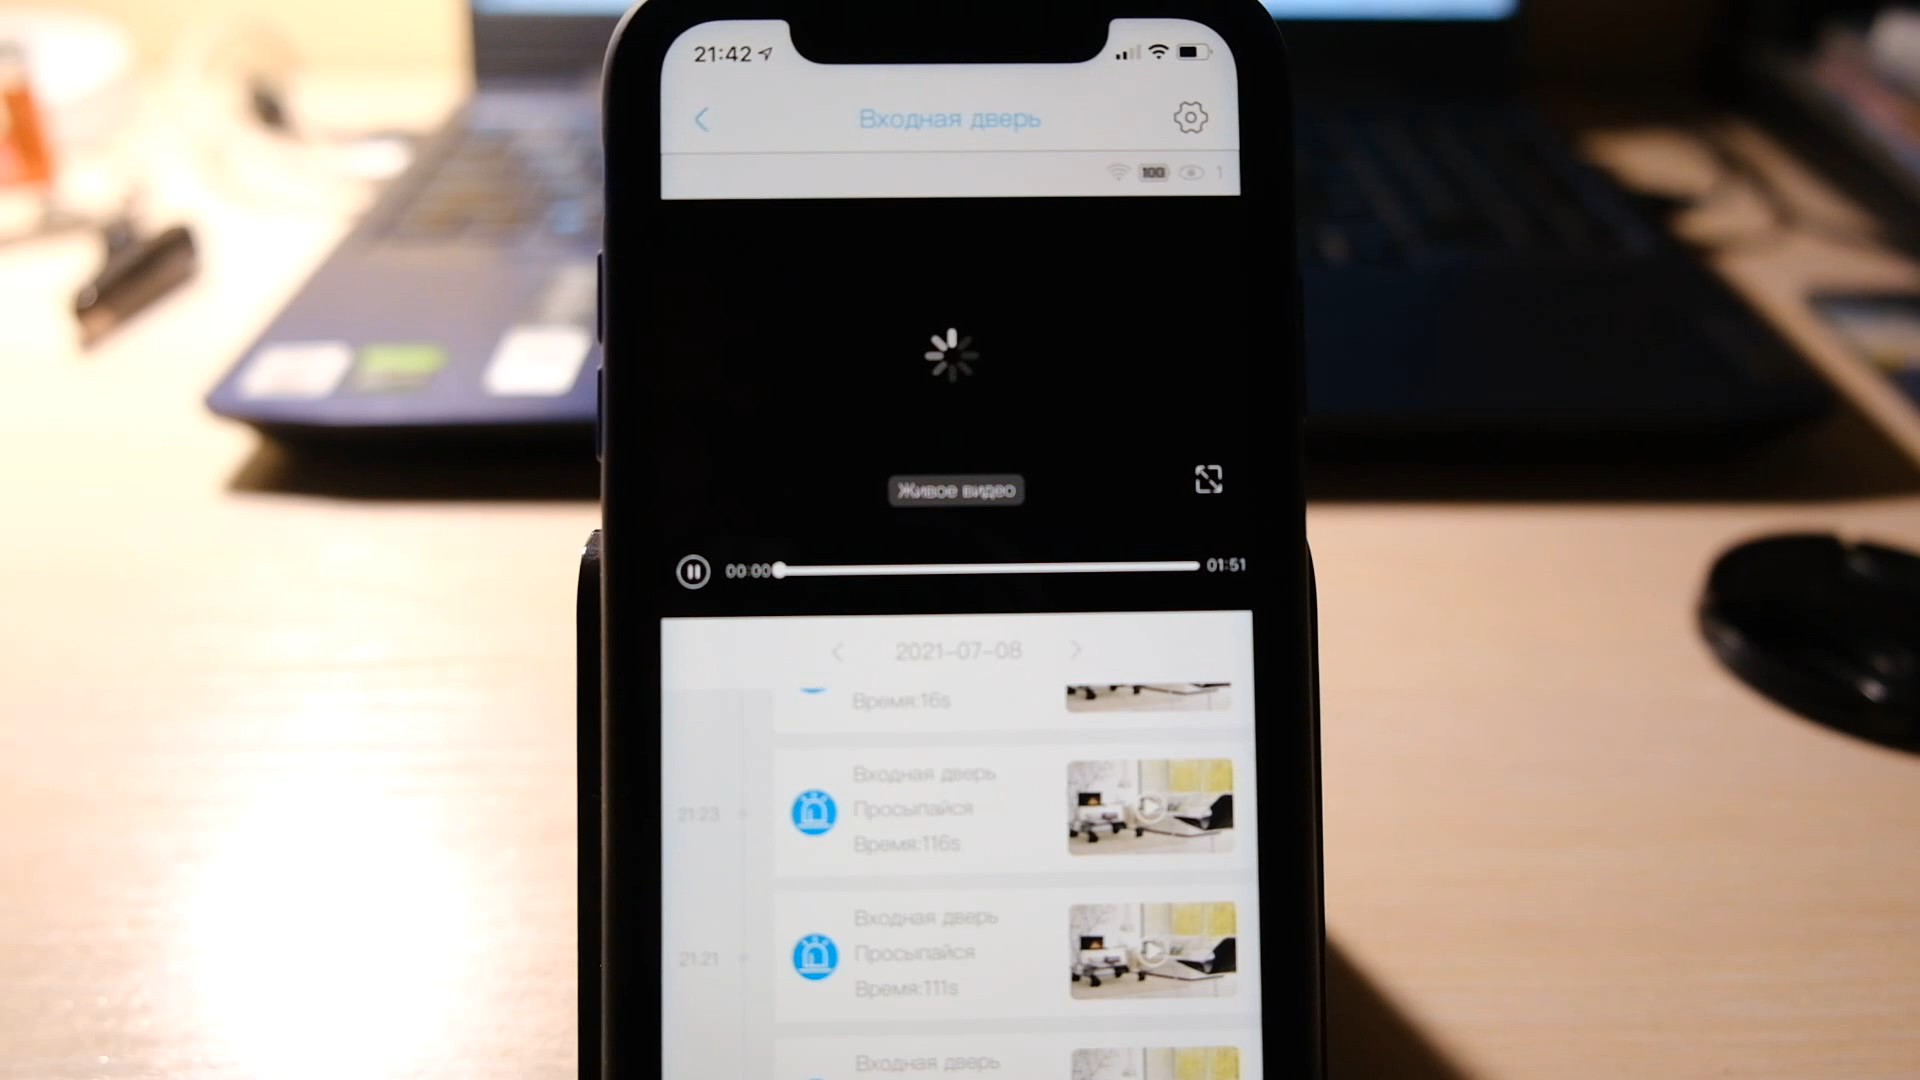 21:42
Входная дверь
100 1
Живое видео
00:00 01:51
2021-07-08
Время:16s
21:23
Входная дверь
Просыпайся
Время:116s
21:21
Входная дверь
Просыпайся
Время:111s
Входная дверь